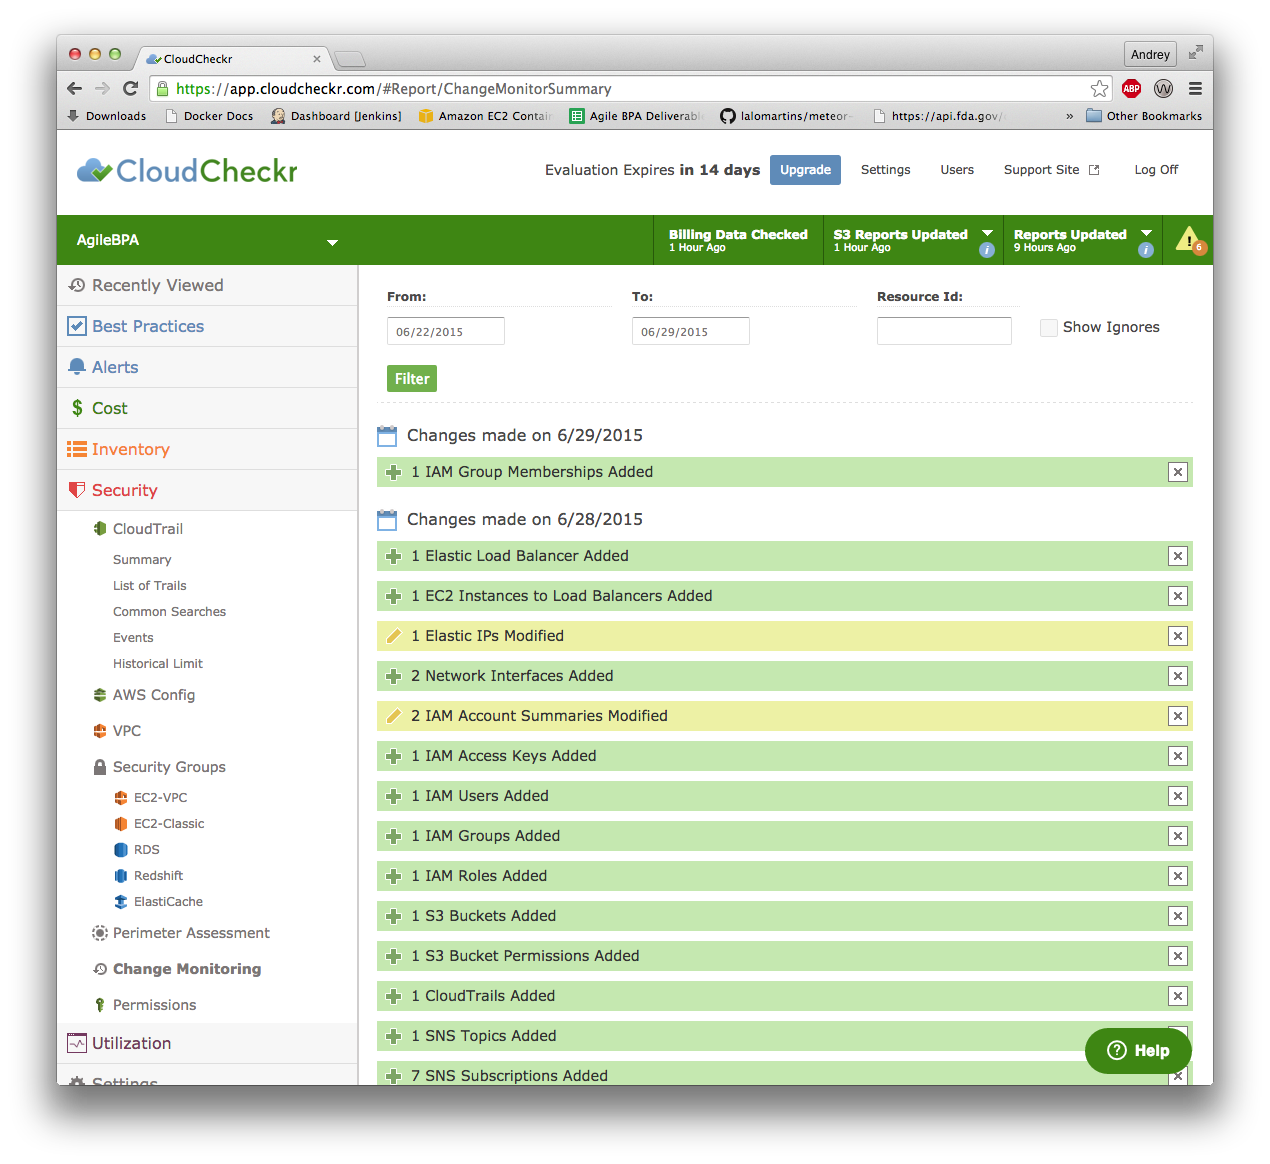 CloudCheckr
Andrey
https://app.cloudcheckr.com/#Report/ChangeMonitorSummary
ABP
W
Downloads Docker Docs Dashboard [Jenkins] Amazon EC2 Contain Agile BPA Deliverabl lalomartins/meteor- https://api.fda.gov/ » Other Bookmarks
CloudCheckr
Evaluation Expires in 14 days Upgrade Settings Users Support Site Log Off
AgileBPA
Billing Data Checked
1 Hour Ago
S3 Reports Updated
1 Hour Ago
i
Reports Updated
9 Hours Ago
i
6
Recently Viewed
Best Practices
Alerts
Cost
Inventory
Security
CloudTrail
Summary
List of Trails
Common Searches
Events
Historical Limit
AWS Config
VPC
Security Groups
EC2-VPC
EC2-Classic
RDS
Redshift
ElastiCache
Perimeter Assessment
Change Monitoring
Permissions
Utilization
Settings
From: To: Resource Id:
06/22/2015 06/29/2015 Show Ignores
Filter
Changes made on 6/29/2015
1 IAM Group Memberships Added
Changes made on 6/28/2015
1 Elastic Load Balancer Added
1 EC2 Instances to Load Balancers Added
1 Elastic IPs Modified
2 Network Interfaces Added
2 IAM Account Summaries Modified
1 IAM Access Keys Added
1 IAM Users Added
1 IAM Groups Added
1 IAM Roles Added
1 S3 Buckets Added
1 S3 Bucket Permissions Added
1 CloudTrails Added
1 SNS Topics Added
7 SNS Subscriptions Added
Help